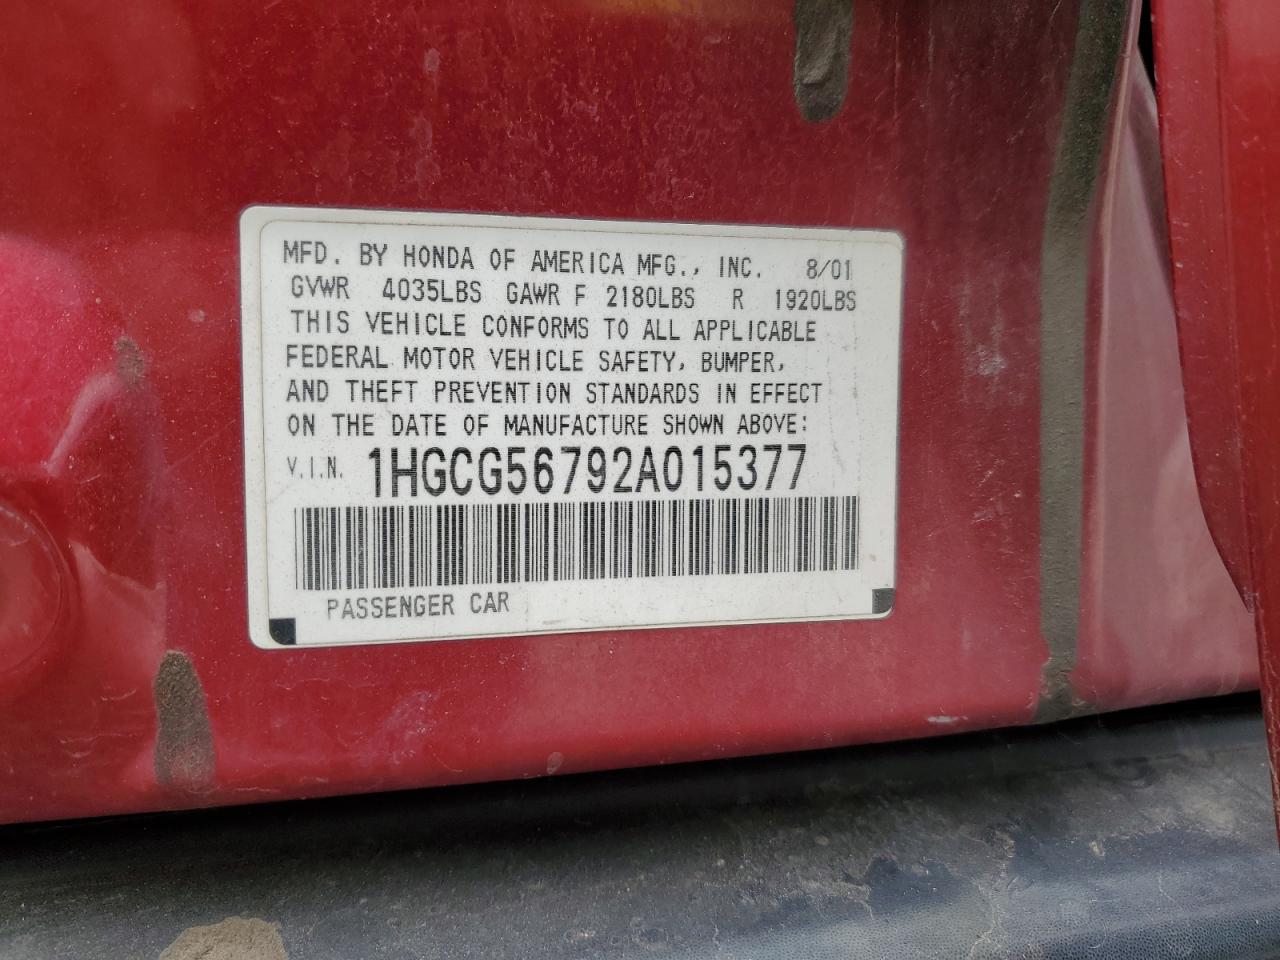 MFD. BY HONDA OF AMERICA MFG., INC. 8/01
GVWR 4035LBS GAWR F 2180LBS R 1920LBS
THIS VEHICLE CONFORMS TO ALL APPLICABLE
FEDERAL MOTOR VEHICLE SAFETY, BUMPER,
AND THEFT PREVENTION STANDARDS IN EFFECT
ON THE DATE OF MANUFACTURE SHOWN ABOVE:
V.I.N. 1HGCG56792A015377
PASSENGER CAR